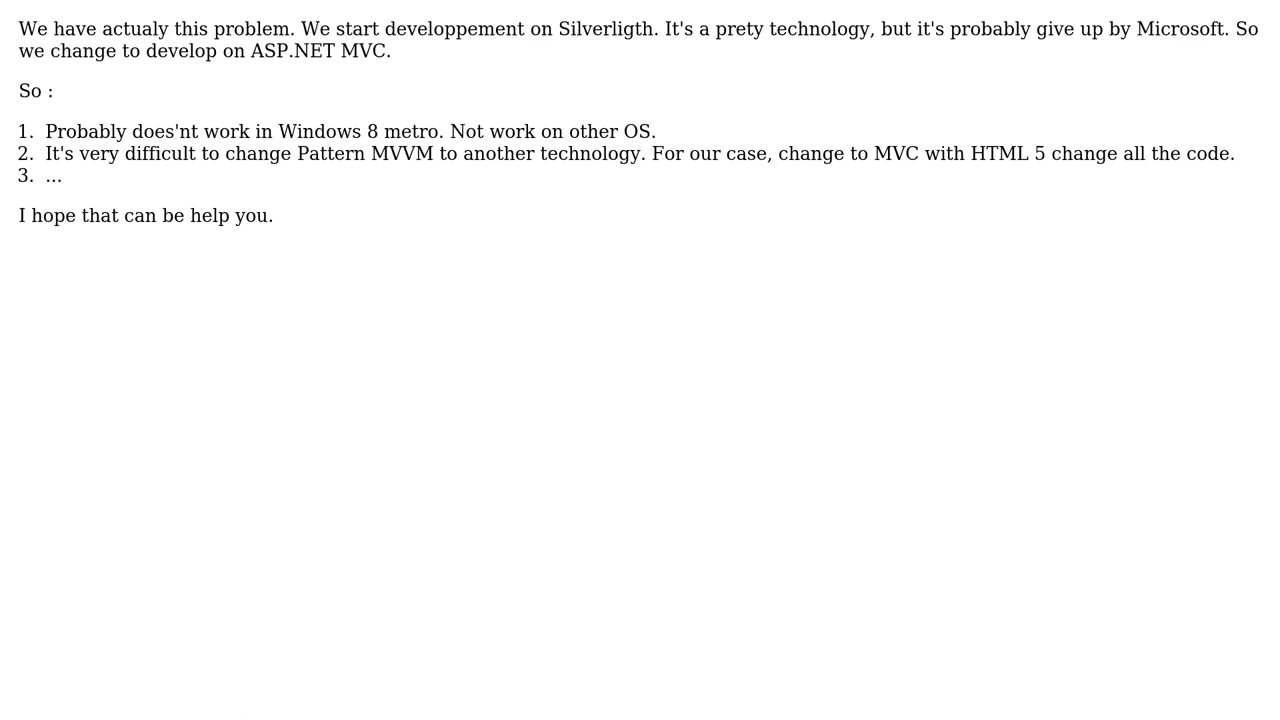 We have actualy this problem. We start developpement on Silverligth. It's a prety technology, but it's probably give up by Microsoft. So
we change to develop on ASP.NET MVC.
So :
1. Probably does'nt work in Windows 8 metro. Not work on other OS.
2. It's very difficult to change Pattern MVVM to another technology. For our case, change to MVC with HTML 5 change all the code.
3. ...
I hope that can be help you.